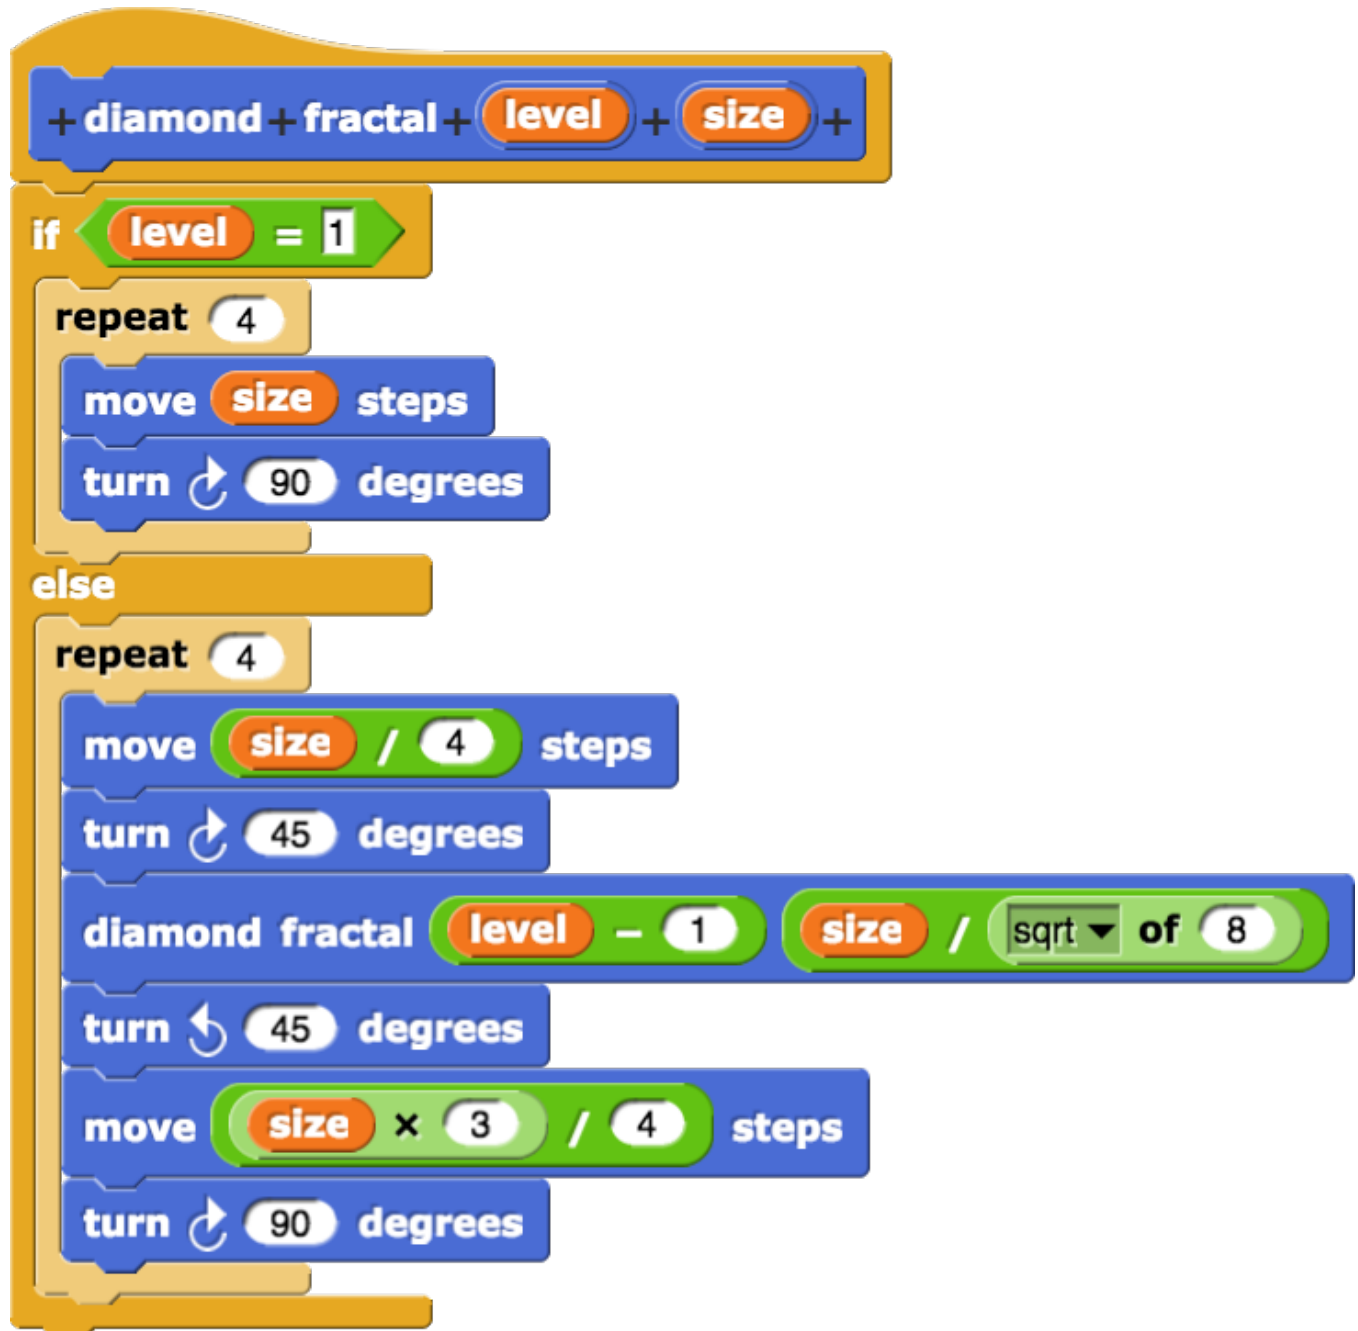 + diamond + fractal + level + size +
if level = 1
repeat 4
move size steps
turn 90 degrees
else
repeat 4
move size / 4 steps
turn 45 degrees
diamond fractal level - 1 size / sqrt of 8
turn 45 degrees
move size × 3 / 4 steps
turn 90 degrees